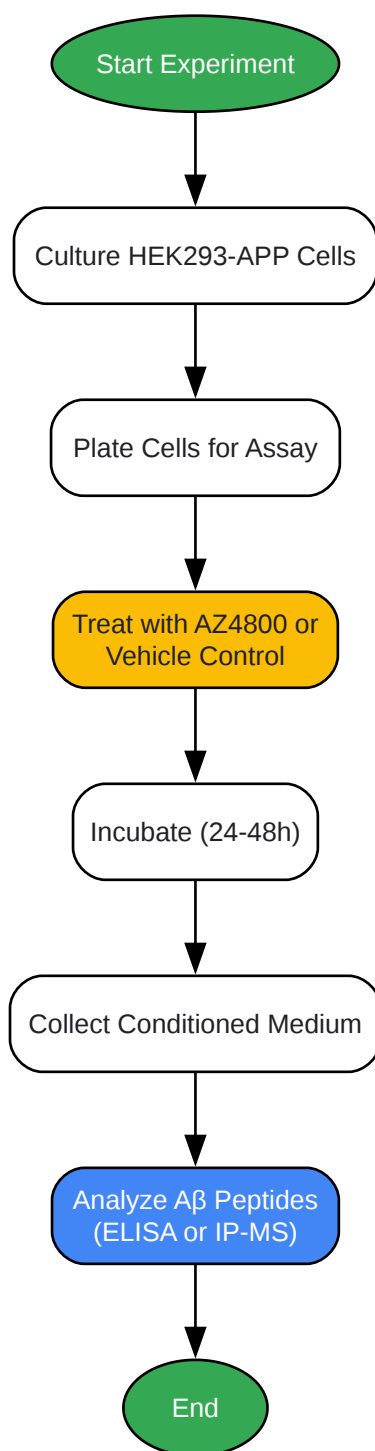 Start Experiment
Culture HEK293-APP Cells
Plate Cells for Assay
Treat with AZ4800 or
Vehicle Control
Incubate (24-48h)
Collect Conditioned Medium
Analyze Aβ Peptides
(ELISA or IP-MS)
End